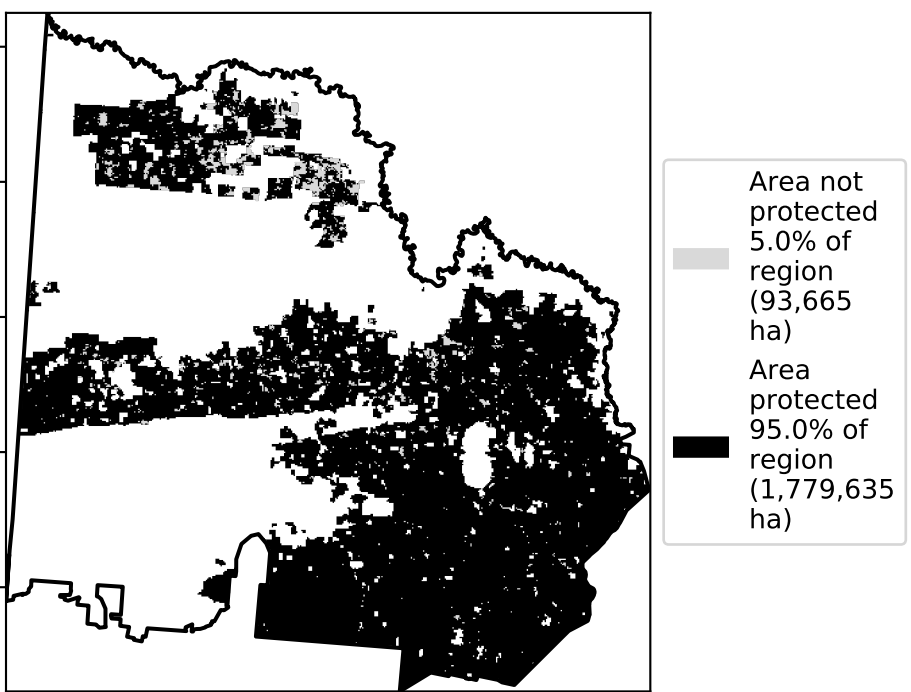 Area not
protected
5.0% of
region
(93,665
ha)
Area
protected
95.0% of
region
(1,779,635
ha)